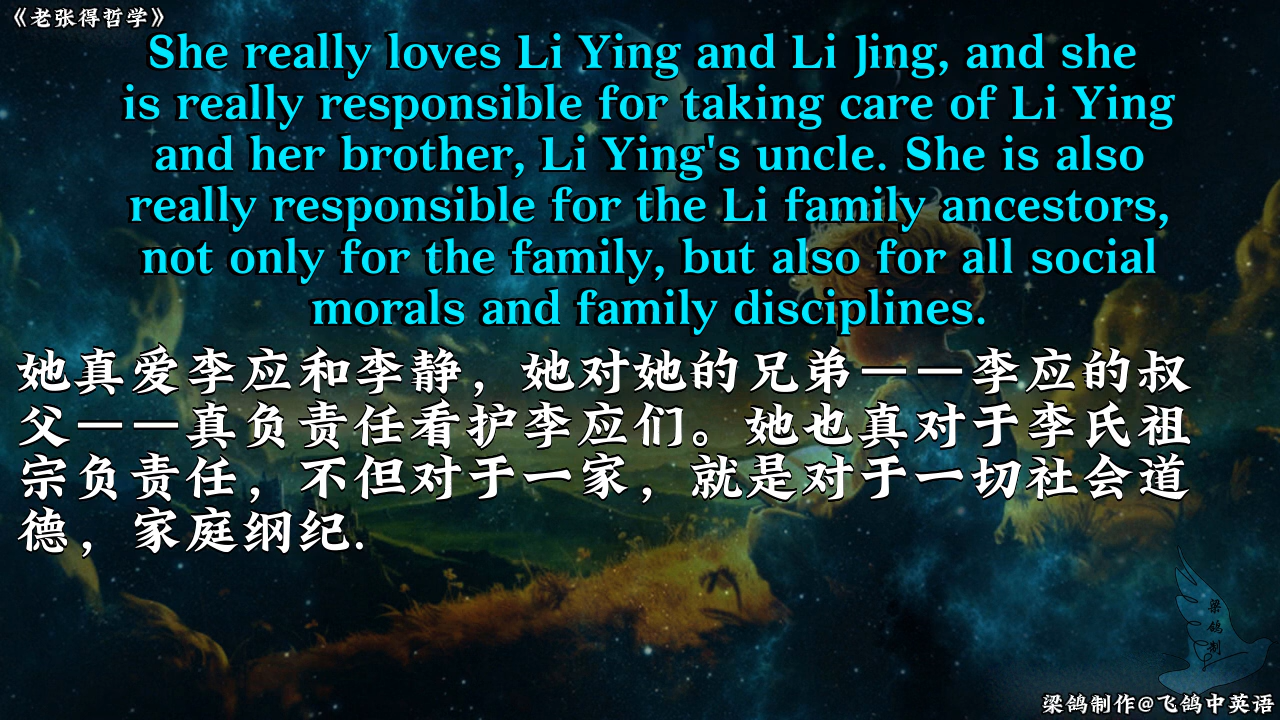 《老张得哲学》
She really loves Li Ying and Li Jing, and she
is really responsible for taking care of Li Ying
and her brother, Li Ying's uncle. She is also
really responsible for the Li family ancestors,
not only for the family, but also for all social
morals and family disciplines.
她真爱李应和李静，她对她的兄弟——李应的叔
父——真负责任看护李应们。她也真对于李氏祖
宗负责任，不但对于一家，就是对于一切社会道
德，家庭纲纪.
梁
鸽
制
梁鸽制作@飞鸽中英语